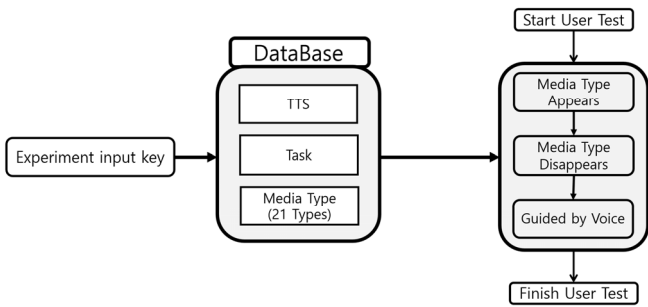 Start User Test
DataBase
Media Type
Appears
TTS
Experiment input key
Task
Media Type
Disappears
Media Type
(21 Types)
Guided by Voice
Finish User Test